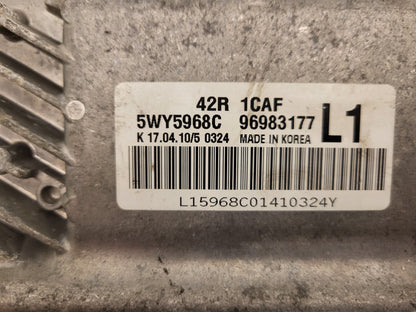 42R 1CAF
5WY5968C 96983177 L1
K 17.04.10/5 0324 MADE IN KOREA
L15968C01410324Y